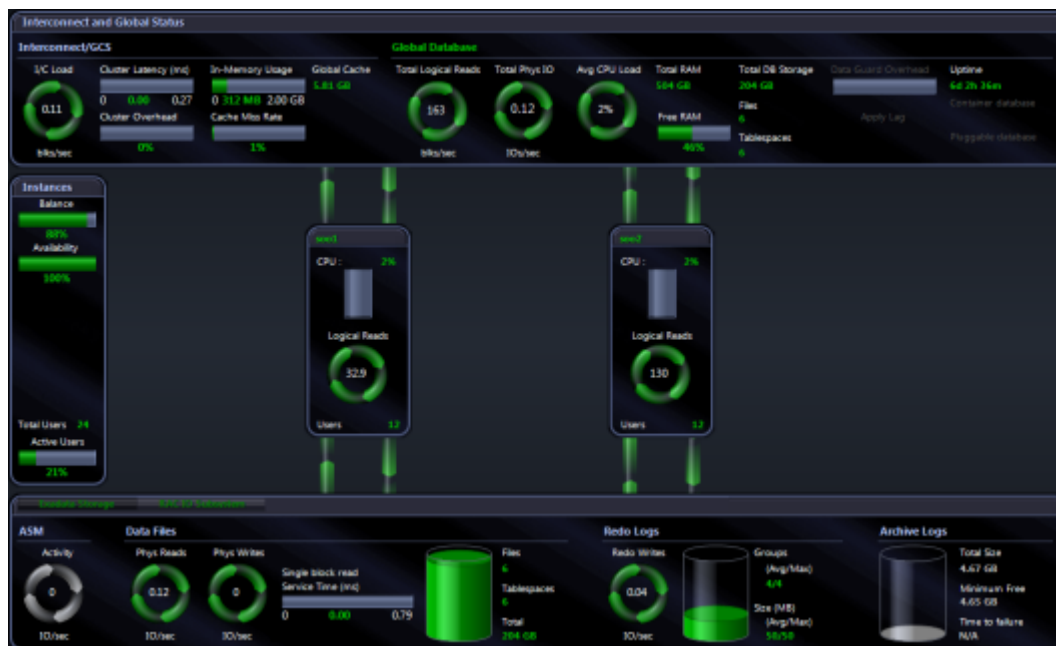 Interconnect and Global Status
Interconnect/GCS
Global Database
I/C Load
Cluster Latency (ms)
In-Memory Usage
Global Cache
Total Logical Reads
Total Phys IO
Avg CPU Load
Total RAM
Total DB Storage
Data Guard Overhead
Uptime
5.81 GB
504 GB
204 GB
6d 2h 36m
0.11
0 0.00 0.27
0 312 MB 2.00 GB
163
0.12
2%
Files
Container database
Cluster Overhead
Cache Miss Rate
Free RAM
6
Apply Lag
0%
1%
46%
Tablespaces
Pluggable database
blks/sec
blks/sec
IOs/sec
6
Instances
Balance
88%
Availability
100%
Total Users 24
Active Users
21%
CPU : 2%
Logical Reads
32.9
Users 12
CPU : 2%
Logical Reads
130
Users 12
Exadata Storage
ASM
Data Files
Redo Logs
Archive Logs
Activity
Phys Reads
Phys Writes
Files
Redo Writes
Groups
Total Size
6
(Avg/Max)
4.67 GB
Single block read
4/4
0
0.12
0
Service Time (ms)
Tablespaces
0.04
Minimum Free
6
Size (MB)
4.65 GB
0 0.00 0.79
Total
(Avg/Max)
Time to failure
IO/sec
IO/sec
IO/sec
204 GB
IO/sec
50/50
N/A